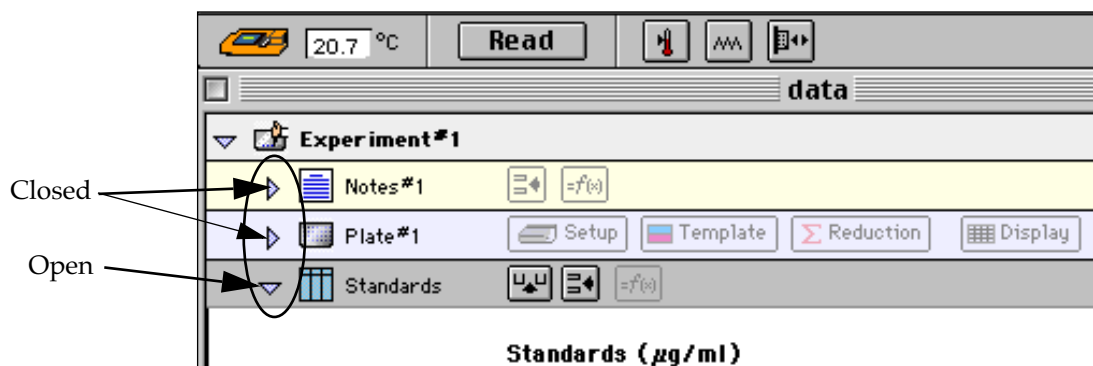 20.7 °C Read
data
Experiment#1
Closed
Notes#1 =f(x)
Plate#1 Setup Template Σ Reduction Display
Open
Standards =f(x)
Standards (µg/ml)